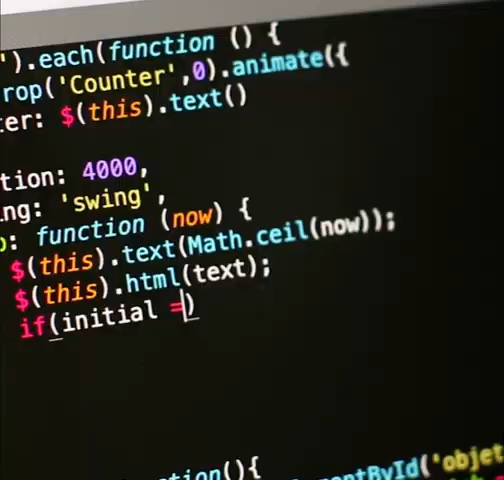 ').each(function () {
rop('Counter',0).animate({
ter: $(this).text()
tion: 4000,
ng: 'swing',
: function (now) {
$(this).text(Math.ceil(now));
$(this).html(text);
if(initial =)
ction(){
entById('objet